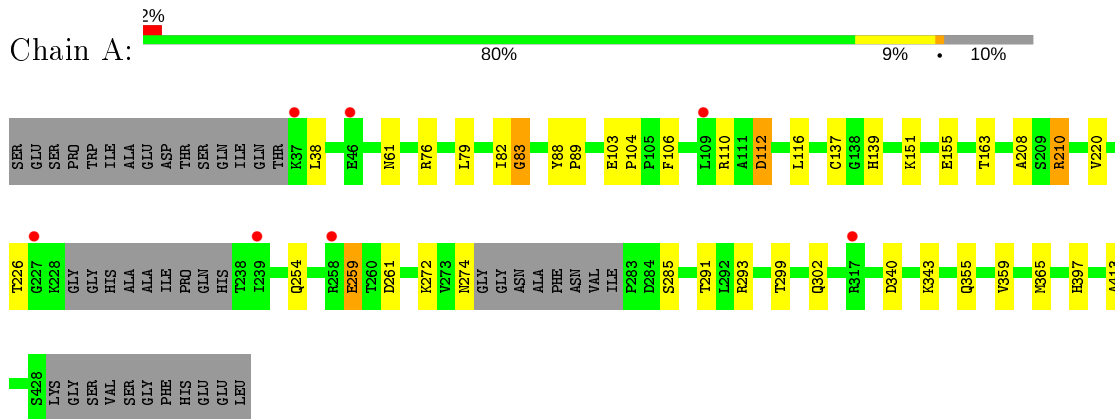 2%
Chain A:
80% 9% • 10%
SER GLU SER PRO TRP ILE ALA GLU ASP THR SER GLN ILE GLN THR K37 L38 E46 N61 R76 L79 I82 G83 Y88 P89 E103 P104 P105 F106 L109 R110 A111 D112 L116 C137 G138 H139 K151 E155 T163 A208 S209 R210 V220
T226 G227 K228 GLY GLY HIS ALA ALA ILE PRO GLN HIS T238 I239 Q254 R258 E259 T260 D261 K272 V273 N274 GLY GLY ASN ALA PHE ASN VAL ILE P283 D284 S285 T291 L292 R293 T299 Q302 R317 D340 K343 Q355 V359 M365 H397 A413
S428 LYS GLY SER VAL SER GLY PHE HIS GLU GLU LEU